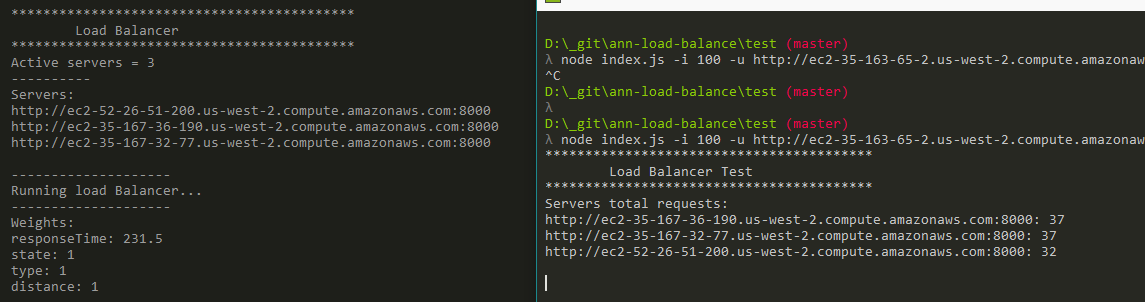 *******************************************
Load Balancer
*******************************************
Active servers = 3
----------
Servers:
http://ec2-52-26-51-200.us-west-2.compute.amazonaws.com:8000
http://ec2-35-167-36-190.us-west-2.compute.amazonaws.com:8000
http://ec2-35-167-32-77.us-west-2.compute.amazonaws.com:8000
--------------------
Running load Balancer...
--------------------
Weights:
responseTime: 231.5
state: 1
type: 1
distance: 1
D:\_git\ann-load-balance\test (master)
λ node index.js -i 100 -u http://ec2-35-163-65-2.us-west-2.compute.amazonaw
^C
D:\_git\ann-load-balance\test (master)
λ
D:\_git\ann-load-balance\test (master)
λ node index.js -i 100 -u http://ec2-35-163-65-2.us-west-2.compute.amazonaw
*****************************************
Load Balancer Test
*****************************************
Servers total requests:
http://ec2-35-167-36-190.us-west-2.compute.amazonaws.com:8000: 37
http://ec2-35-167-32-77.us-west-2.compute.amazonaws.com:8000: 37
http://ec2-52-26-51-200.us-west-2.compute.amazonaws.com:8000: 32